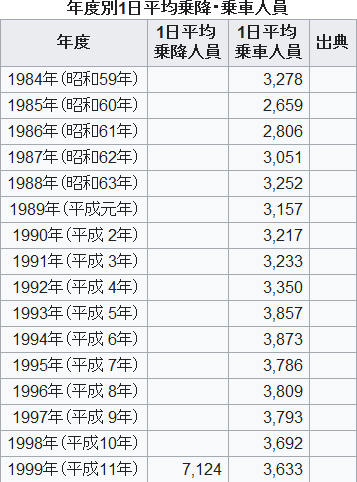 年度別1日平均乗降・乗車人員
年度 1日平均乗降人員 1日平均乗車人員 出典
1984年(昭和59年) 3,278
1985年(昭和60年) 2,659
1986年(昭和61年) 2,806
1987年(昭和62年) 3,051
1988年(昭和63年) 3,252
1989年(平成元年) 3,157
1990年(平成 2年) 3,217
1991年(平成 3年) 3,233
1992年(平成 4年) 3,350
1993年(平成 5年) 3,857
1994年(平成 6年) 3,873
1995年(平成 7年) 3,786
1996年(平成 8年) 3,809
1997年(平成 9年) 3,793
1998年(平成10年) 3,692
1999年(平成11年) 7,124 3,633